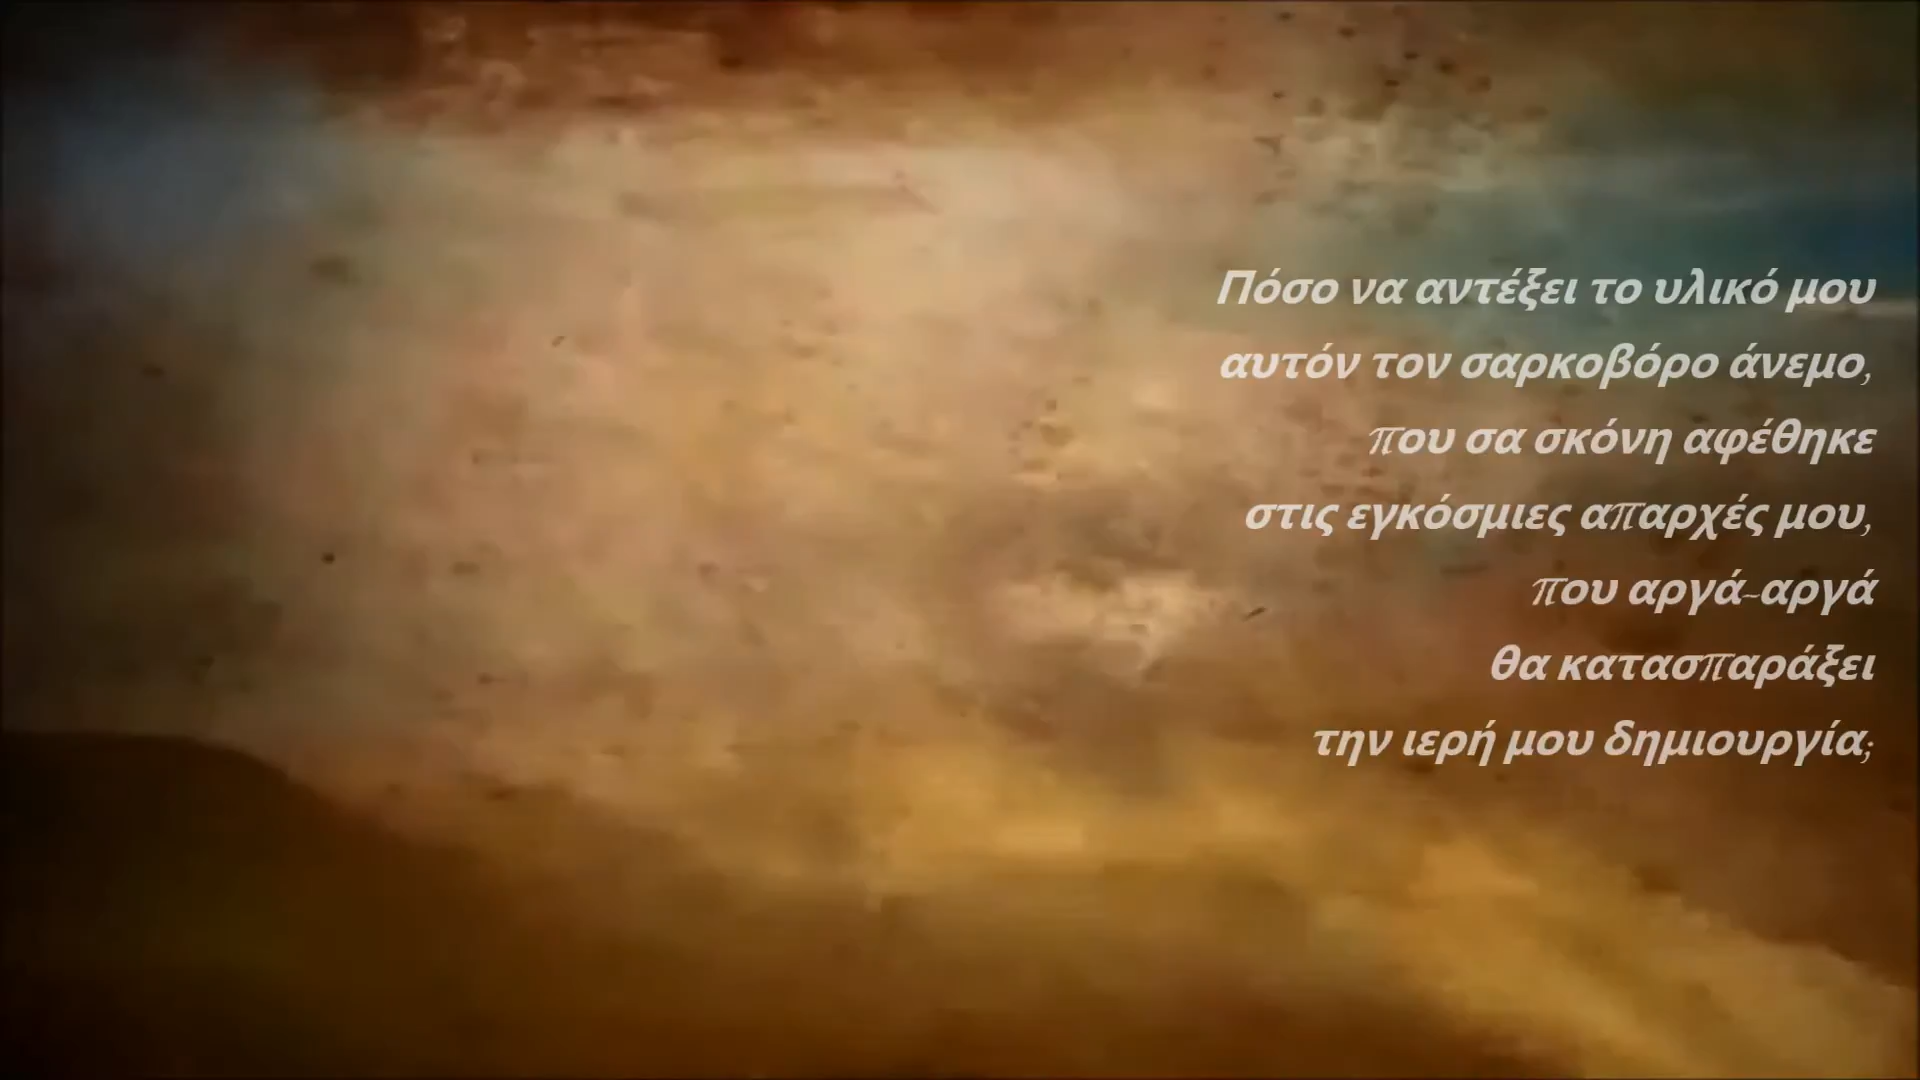 Πόσο να αντέξει το υλικό μου
αυτόν τον σαρκοβόρο άνεμο,
που σα σκόνη αφέθηκε
στις εγκόσμιες απαρχές μου,
που αργά-αργά
θα κατασπαράξει
την ιερή μου δημιουργία;